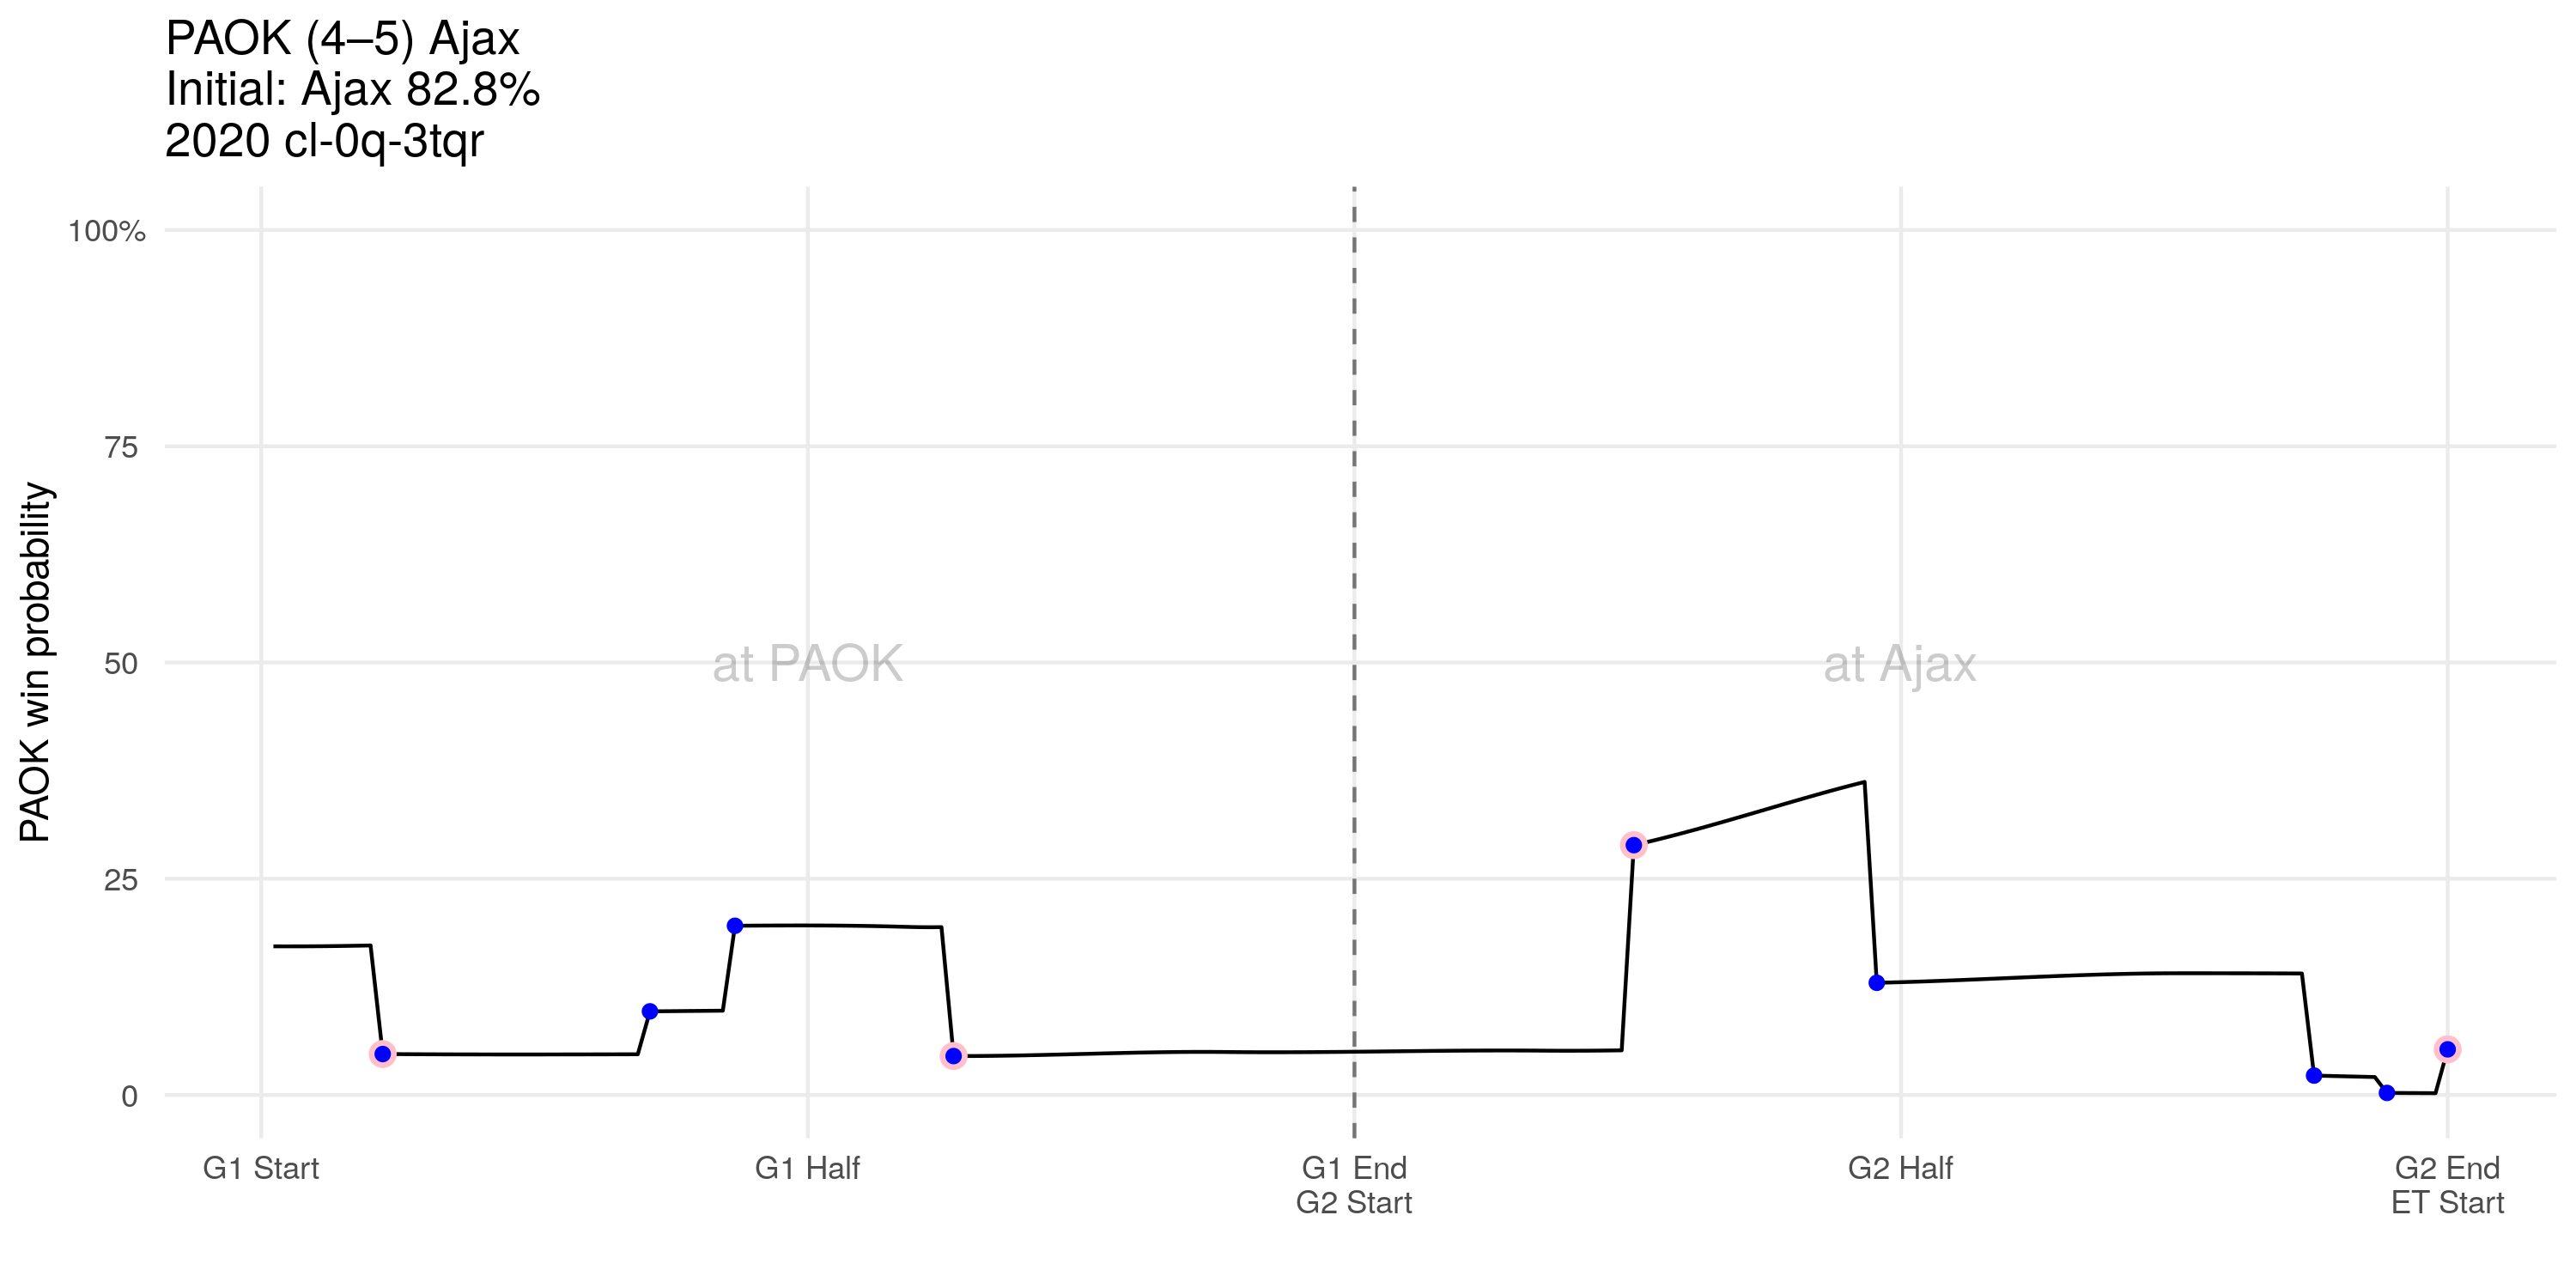 PAOK (4–5) Ajax
Initial: Ajax 82.8%
2020 cl-0q-3tqr
PAOK win probability
100%
75
50
25
0
at PAOK
at Ajax
G1 Start
G1 Half
G1 End
G2 Start
G2 Half
G2 End
ET Start